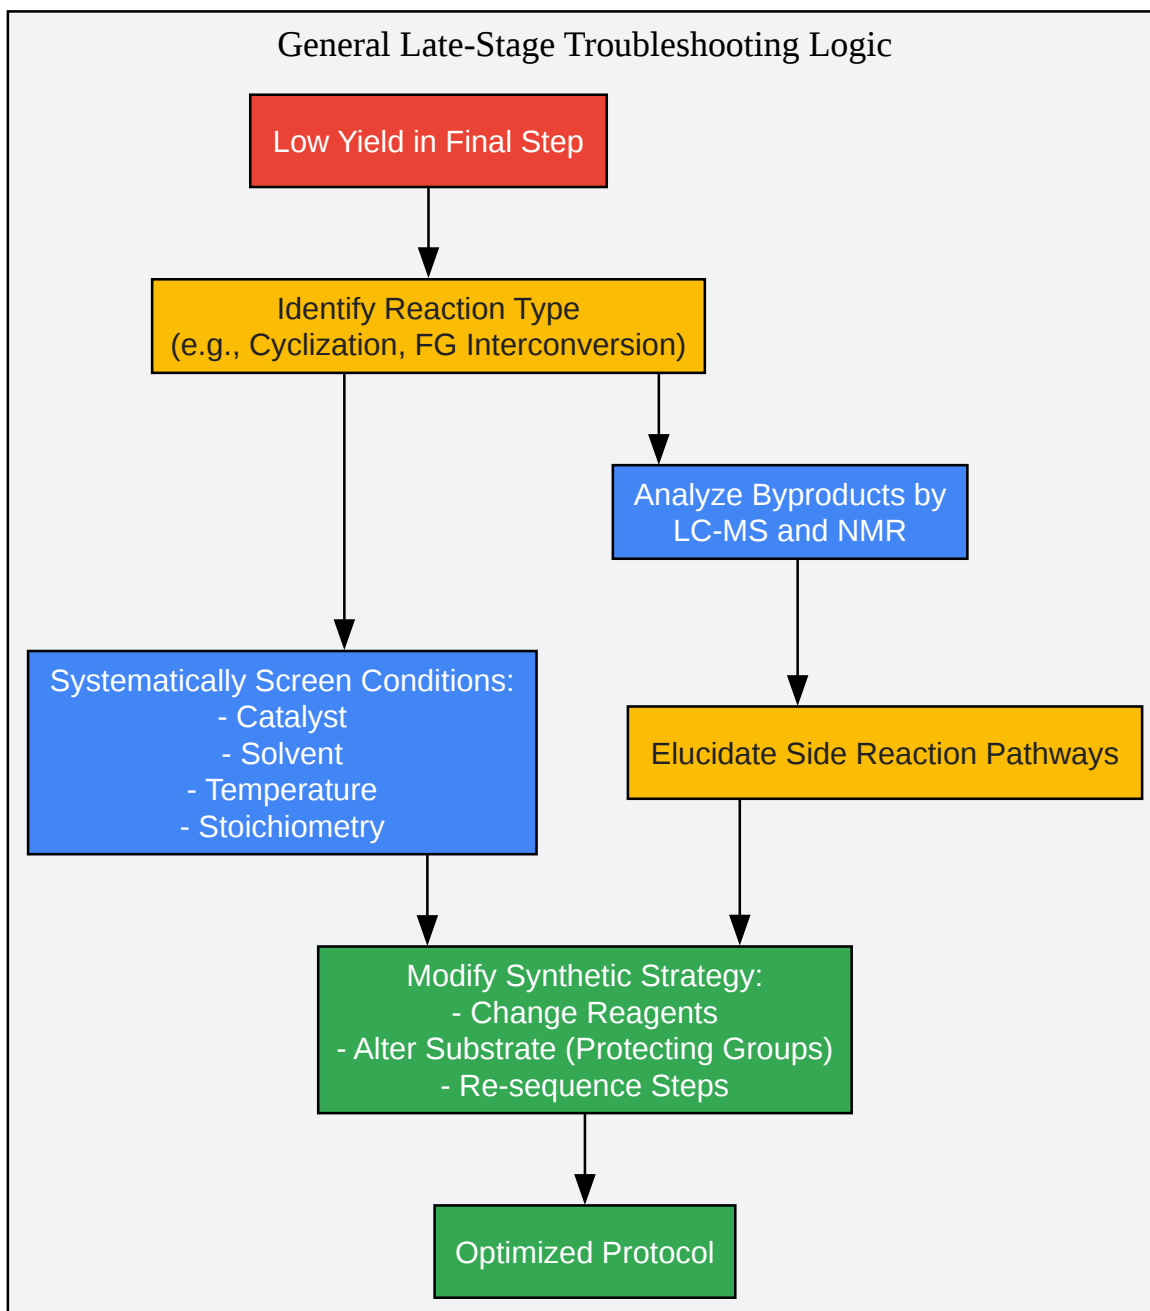 General Late-Stage Troubleshooting Logic
Low Yield in Final Step
Identify Reaction Type
(e.g., Cyclization, FG Interconversion)
Analyze Byproducts by
LC-MS and NMR
Systematically Screen Conditions:
- Catalyst
- Solvent
- Temperature
- Stoichiometry
Elucidate Side Reaction Pathways
Modify Synthetic Strategy:
- Change Reagents
- Alter Substrate (Protecting Groups)
- Re-sequence Steps
Optimized Protocol